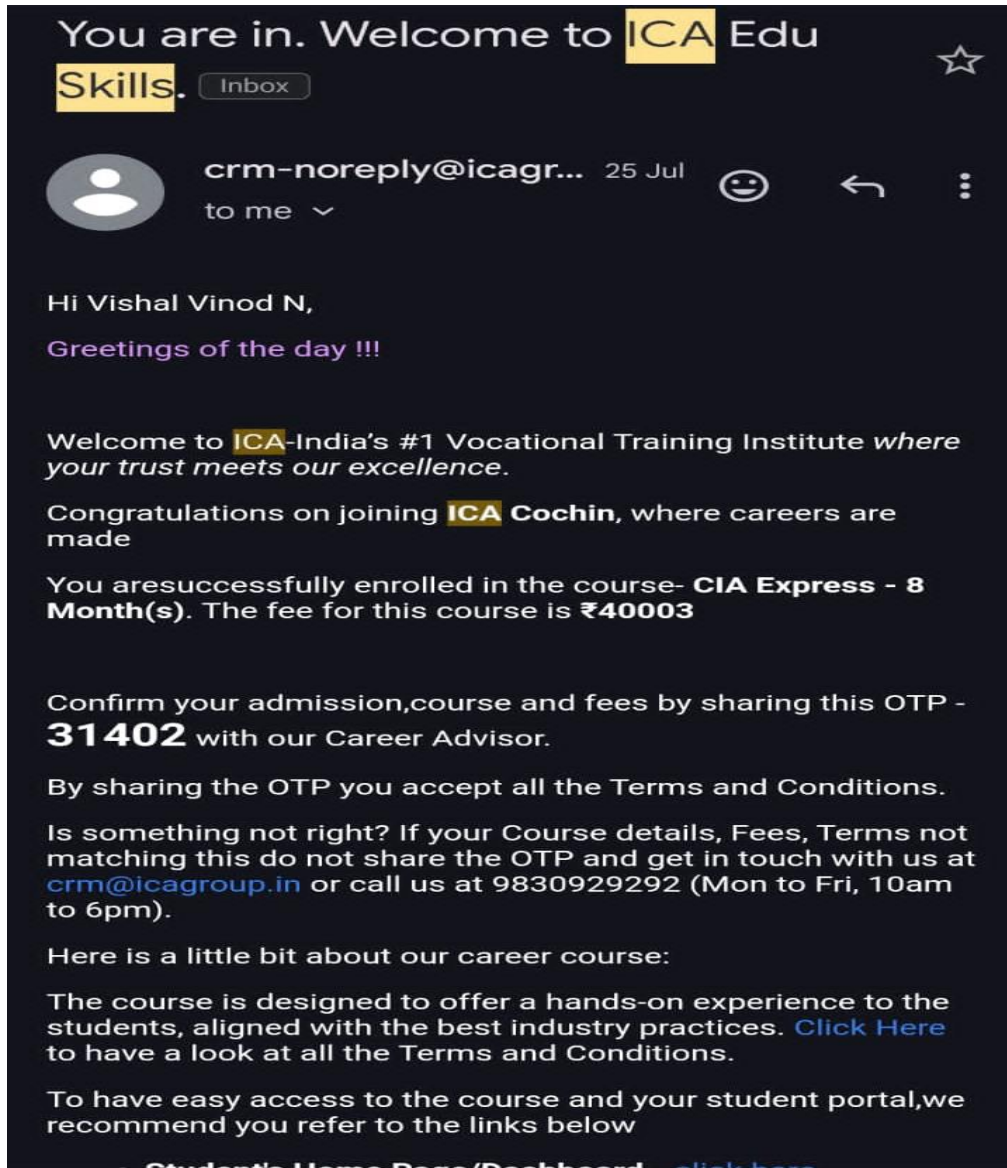 You are in. Welcome to ICA Edu
Skills. Inbox
crm-noreply@icagr... 25 Jul
to me
Hi Vishal Vinod N,
Greetings of the day !!!
Welcome to ICA-India's #1 Vocational Training Institute where
your trust meets our excellence.
Congratulations on joining ICA Cochin, where careers are
made
You aresuccessfully enrolled in the course- CIA Express - 8
Month(s). The fee for this course is ₹40003
Confirm your admission,course and fees by sharing this OTP -
31402 with our Career Advisor.
By sharing the OTP you accept all the Terms and Conditions.
Is something not right? If your Course details, Fees, Terms not
matching this do not share the OTP and get in touch with us at
crm@icagroup.in or call us at 9830929292 (Mon to Fri, 10am
to 6pm).
Here is a little bit about our career course:
The course is designed to offer a hands-on experience to the
students, aligned with the best industry practices. Click Here
to have a look at all the Terms and Conditions.
To have easy access to the course and your student portal,we
recommend you refer to the links below
Student's Home Page/Dashboard - click here